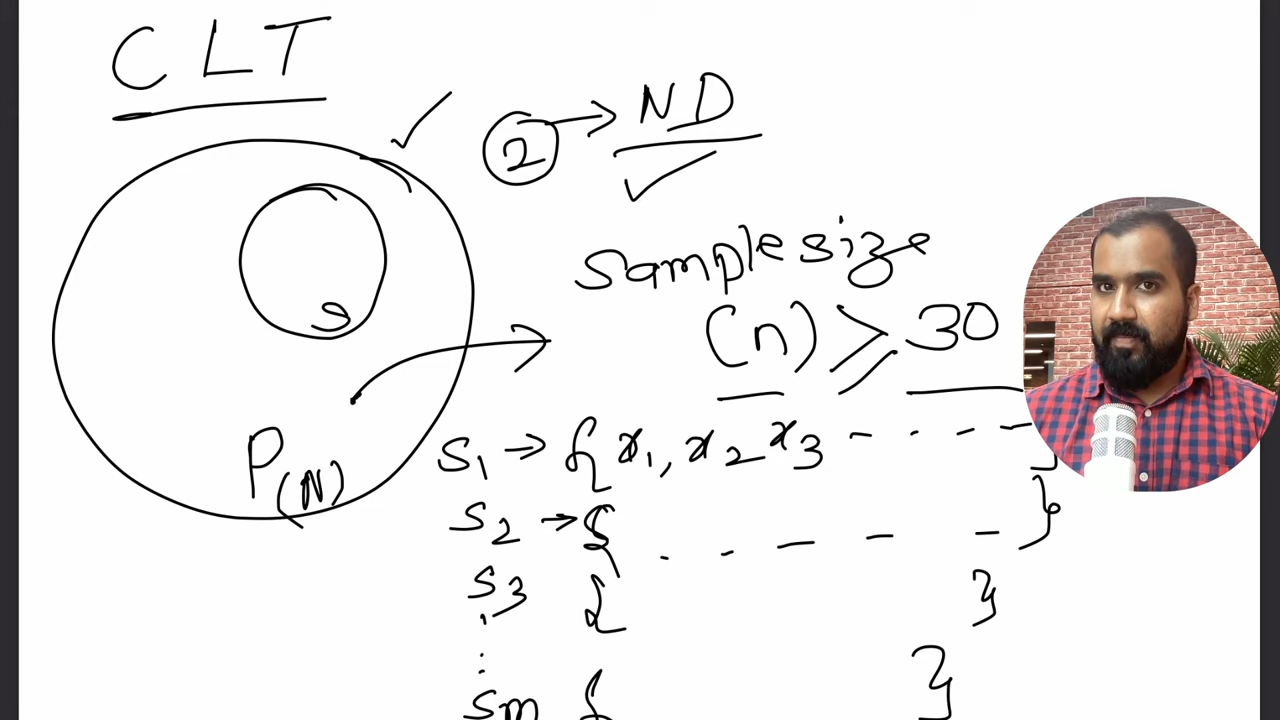 CLT
2 → ND
Sample size
(n) ≥ 30
S
P(N)
S1 → { x1, x2 x3 - - - - }
S2 → { - - - - - }
S3 { }
Sm { }